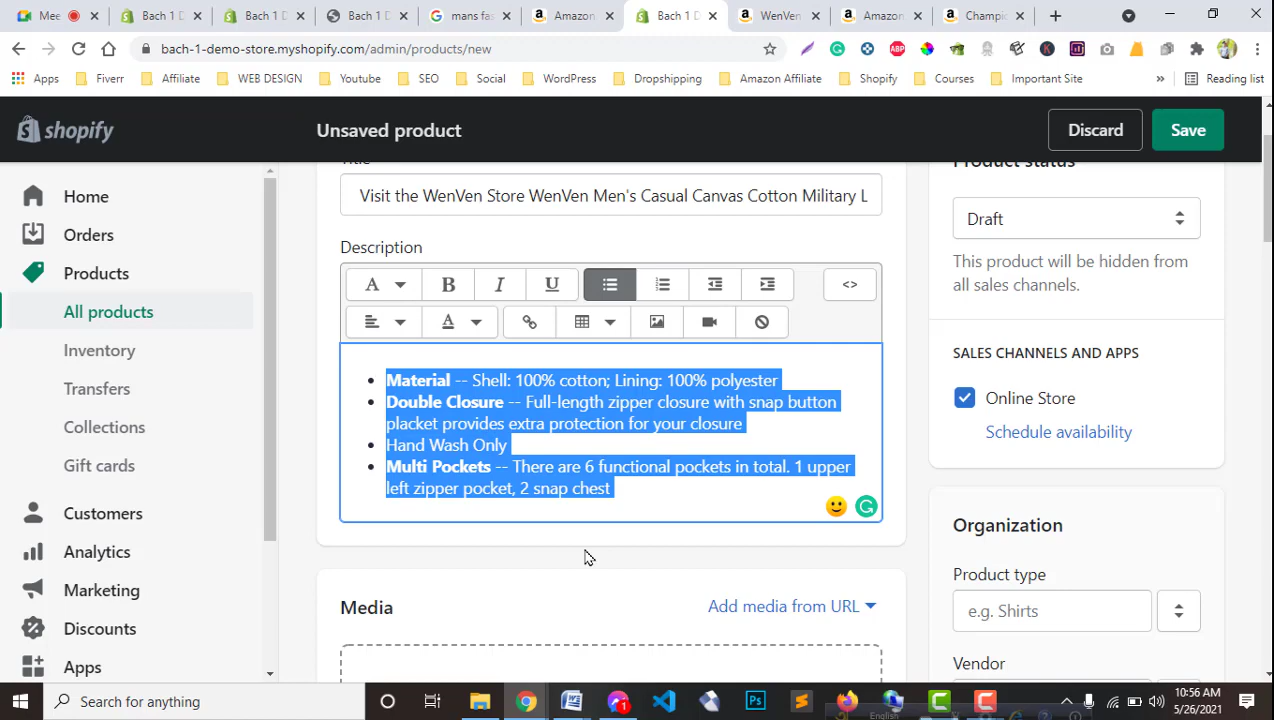 Mee
Bach 1 D
Bach 1 D
Bach 1 D
mans fas
Amazon
Bach 1 D
WenVen
Amazon
Champio
bach-1-demo-store.myshopify.com/admin/products/new
Apps
Fiverr
Affiliate
WEB DESIGN
Youtube
SEO
Social
WordPress
Dropshipping
Amazon Affiliate
Shopify
Courses
Important Site
Reading list
shopify
Unsaved product
Discard
Save
Home
Orders
Products
All products
Inventory
Transfers
Collections
Gift cards
Customers
Analytics
Marketing
Discounts
Apps
Title
Visit the WenVen Store WenVen Men's Casual Canvas Cotton Military L
Description
Material -- Shell: 100% cotton; Lining: 100% polyester
Double Closure -- Full-length zipper closure with snap button
placket provides extra protection for your closure
Hand Wash Only
Multi Pockets -- There are 6 functional pockets in total. 1 upper
left zipper pocket, 2 snap chest
Media
Add media from URL
Product status
Draft
This product will be hidden from
all sales channels.
SALES CHANNELS AND APPS
Online Store
Schedule availability
Organization
Product type
e.g. Shirts
Vendor
Search for anything
English
10:56 AM
5/26/2021